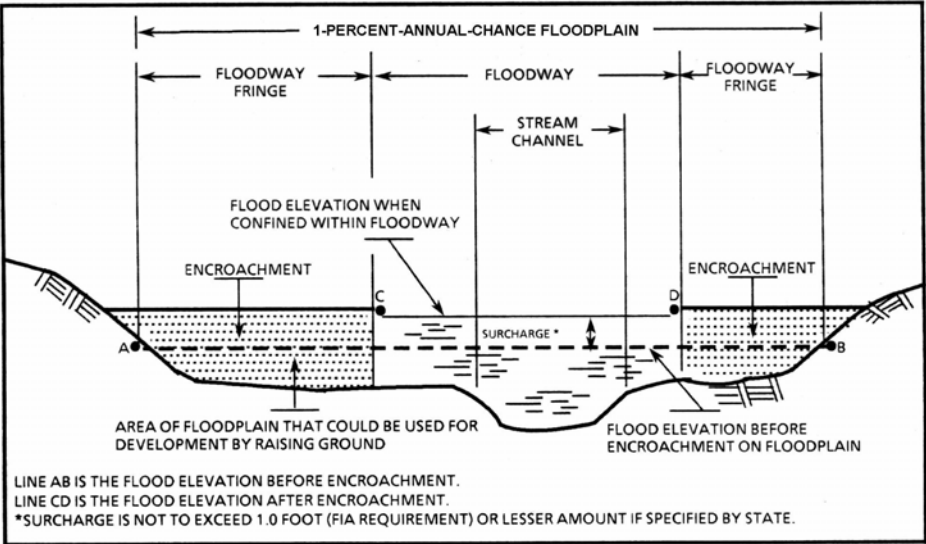 1-PERCENT-ANNUAL-CHANCE FLOODPLAIN
FLOODWAY
FRINGE
FLOODWAY
FLOODWAY
FRINGE
STREAM
CHANNEL
FLOOD ELEVATION WHEN
CONFINED WITHIN FLOODWAY
ENCROACHMENT
ENCROACHMENT
C
D
SURCHARGE *
A
B
AREA OF FLOODPLAIN THAT COULD BE USED FOR
DEVELOPMENT BY RAISING GROUND
FLOOD ELEVATION BEFORE
ENCROACHMENT ON FLOODPLAIN
LINE AB IS THE FLOOD ELEVATION BEFORE ENCROACHMENT.
LINE CD IS THE FLOOD ELEVATION AFTER ENCROACHMENT.
*SURCHARGE IS NOT TO EXCEED 1.0 FOOT (FIA REQUIREMENT) OR LESSER AMOUNT IF SPECIFIED BY STATE.